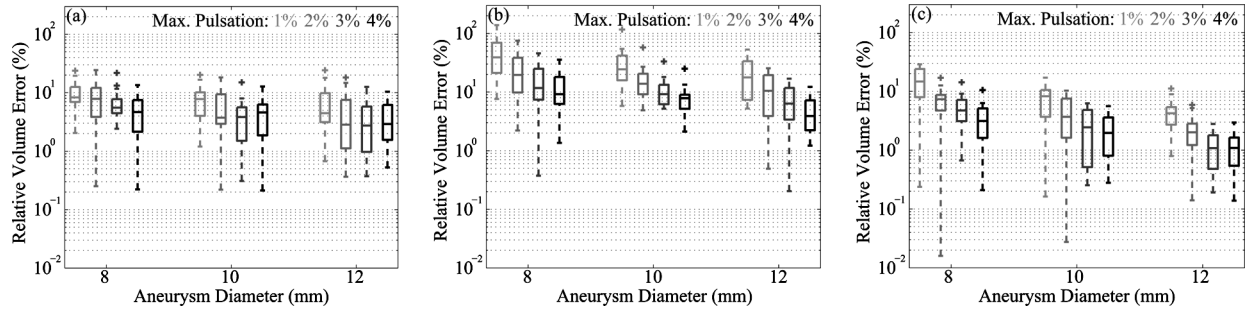 (a) Max. Pulsation: 1% 2% 3% 4%
Relative Volume Error (%)
10^2
10^1
10^0
10^-1
10^-2
8 10 12
Aneurysm Diameter (mm)
(b) Max. Pulsation: 1% 2% 3% 4%
Relative Volume Error (%)
10^2
10^1
10^0
10^-1
10^-2
8 10 12
Aneurysm Diameter (mm)
(c) Max. Pulsation: 1% 2% 3% 4%
Relative Volume Error (%)
10^2
10^1
10^0
10^-1
10^-2
8 10 12
Aneurysm Diameter (mm)